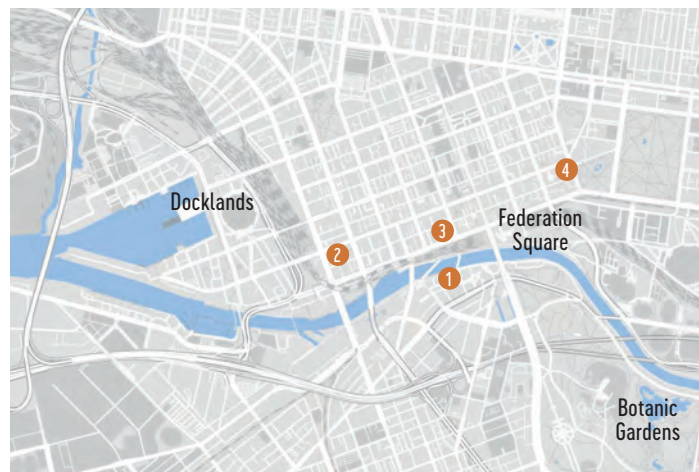 4
Docklands
Federation
Square
3
2
1
Botanic
Gardens